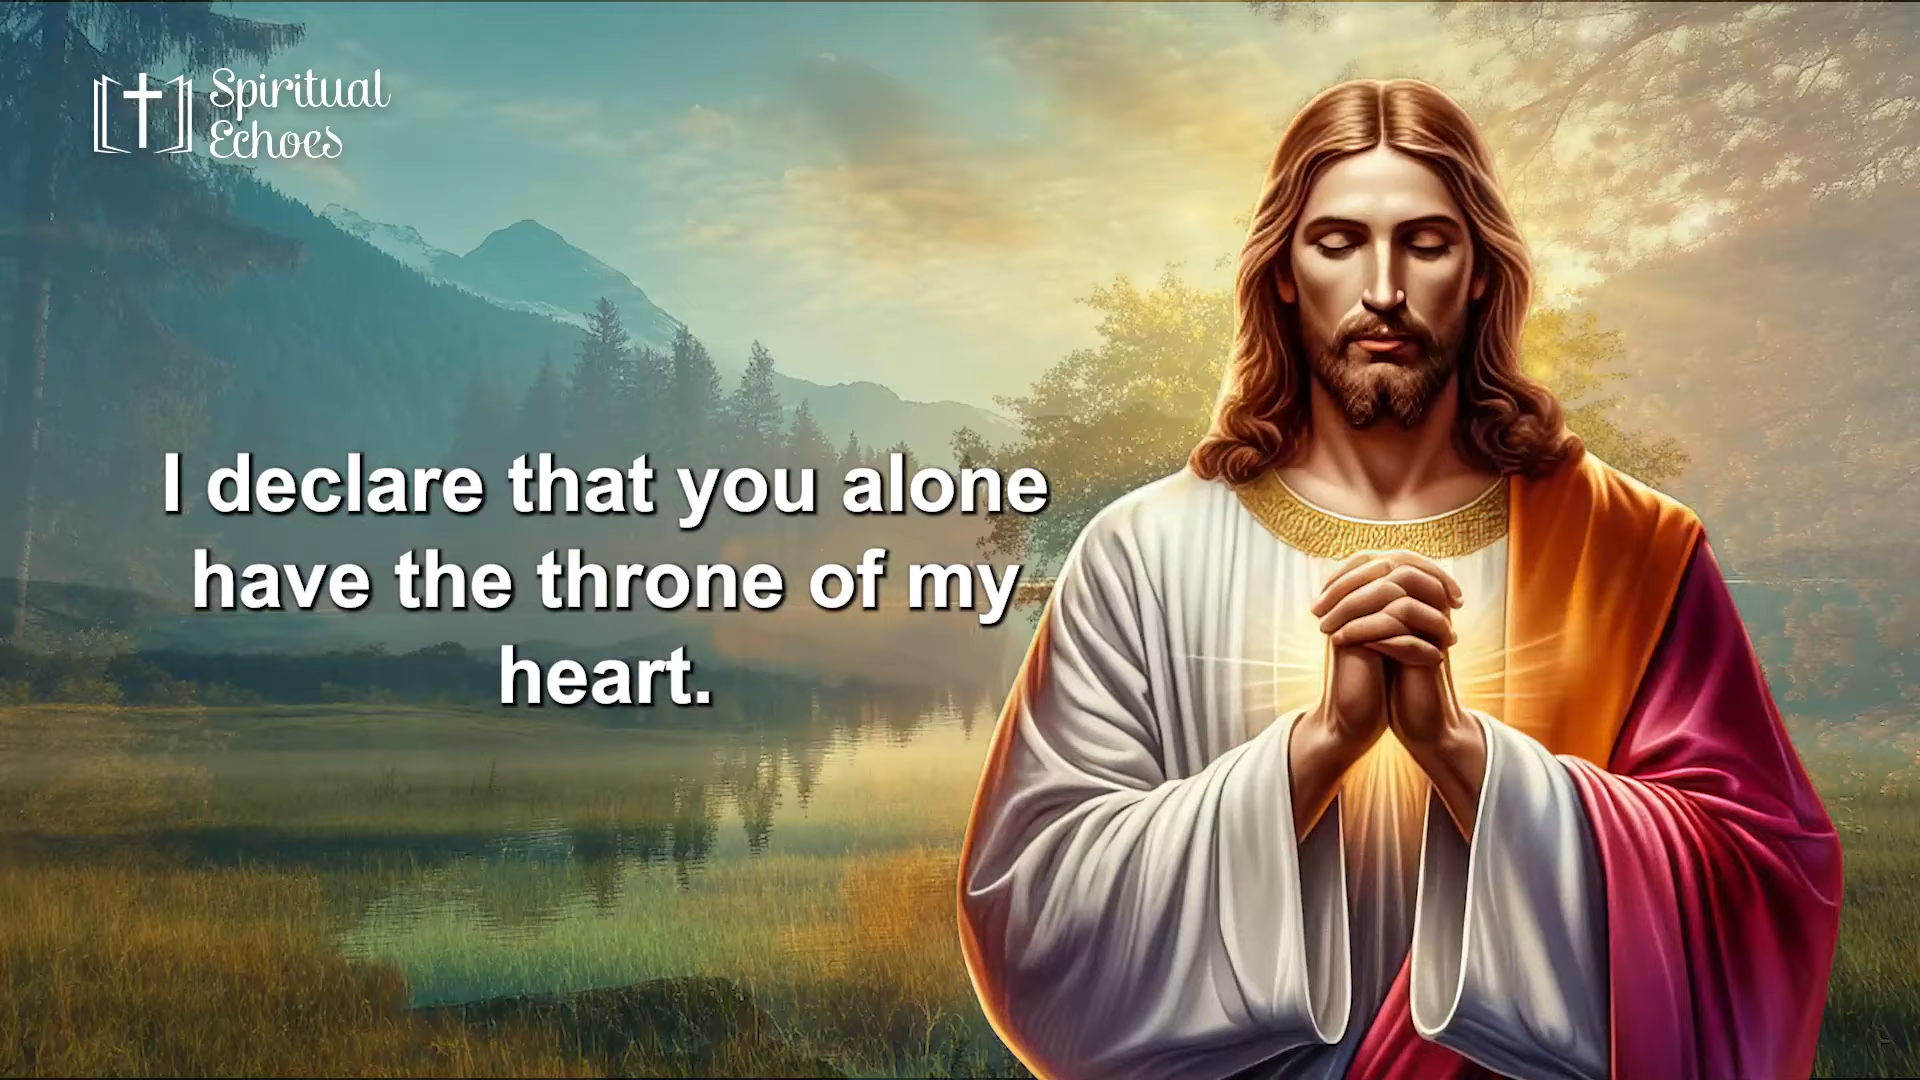 Spiritual
Echoes
I declare that you alone
have the throne of my
heart.